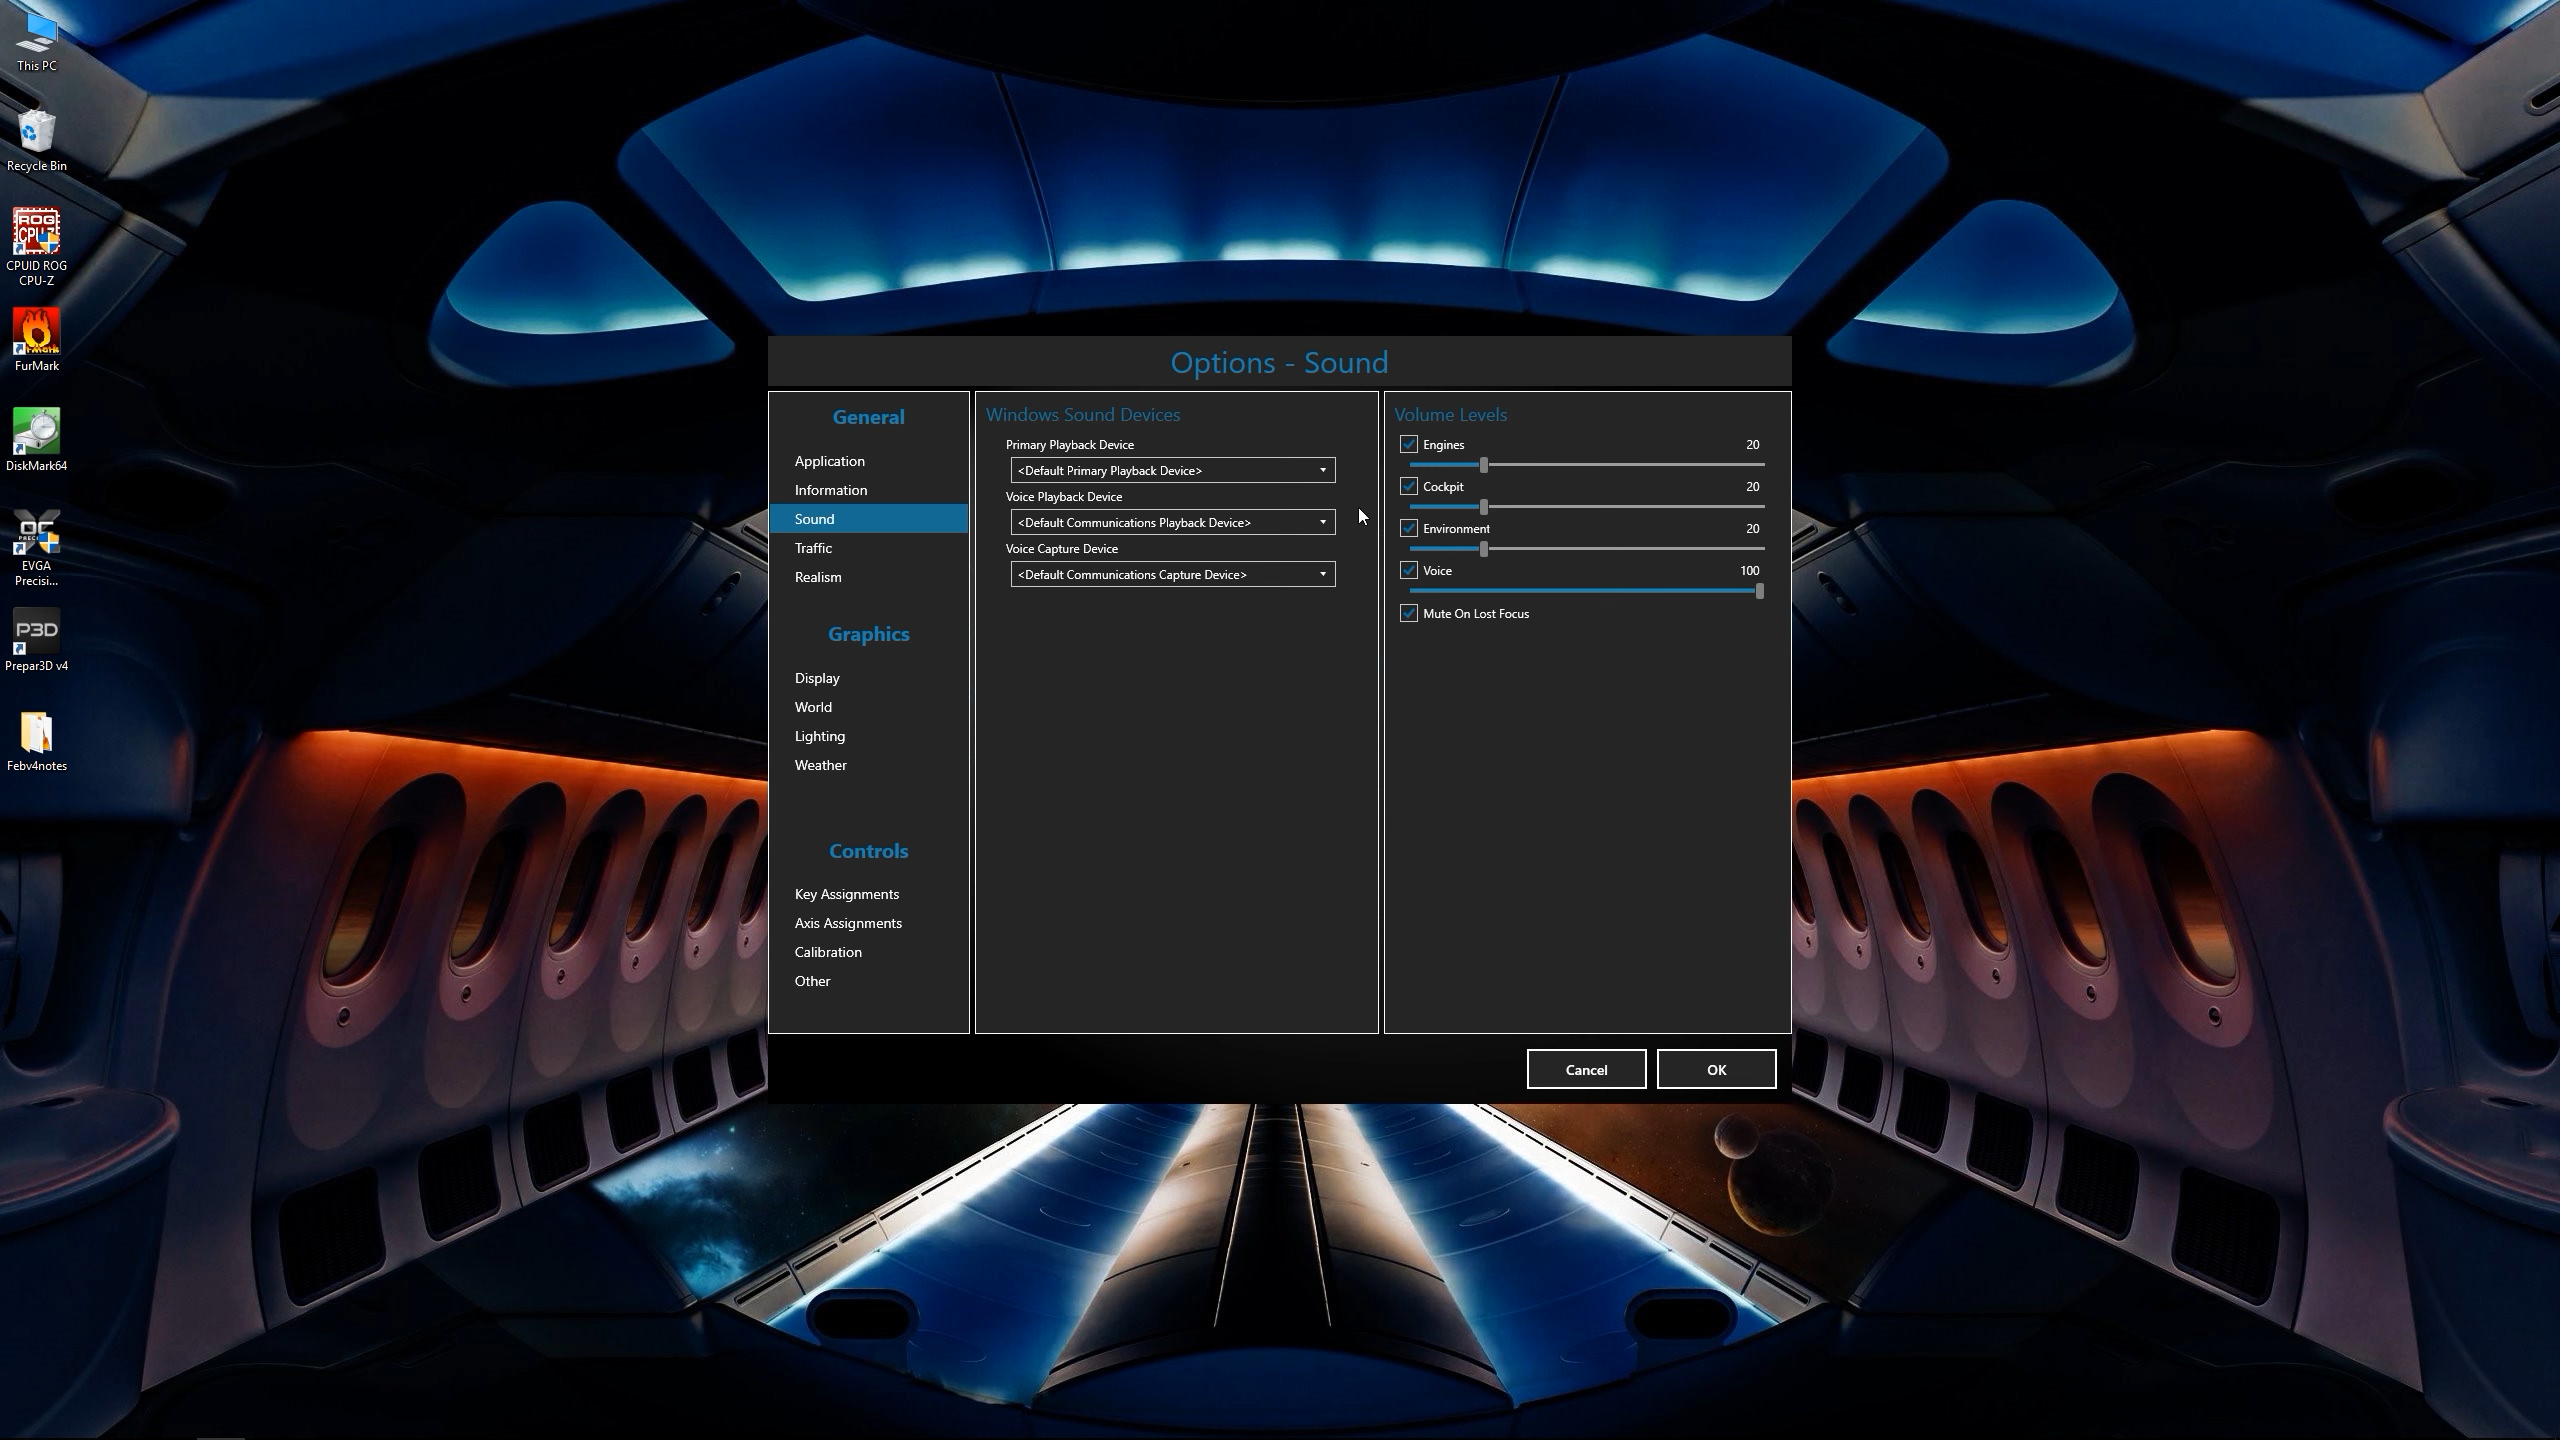 This PC
Recycle Bin
ROG
CPU-Z
CPUID ROG
CPU-Z
FurMark
DiskMark64
EVGA
Precisi...
P3D
Prepar3D v4
Febv4notes
Options - Sound
General
Application
Information
Sound
Traffic
Realism
Graphics
Display
World
Lighting
Weather
Controls
Key Assignments
Axis Assignments
Calibration
Other
Windows Sound Devices
Primary Playback Device
<Default Primary Playback Device>
Voice Playback Device
<Default Communications Playback Device>
Voice Capture Device
<Default Communications Capture Device>
Volume Levels
Engines 20
Cockpit 20
Environment 20
Voice 100
Mute On Lost Focus
Cancel OK